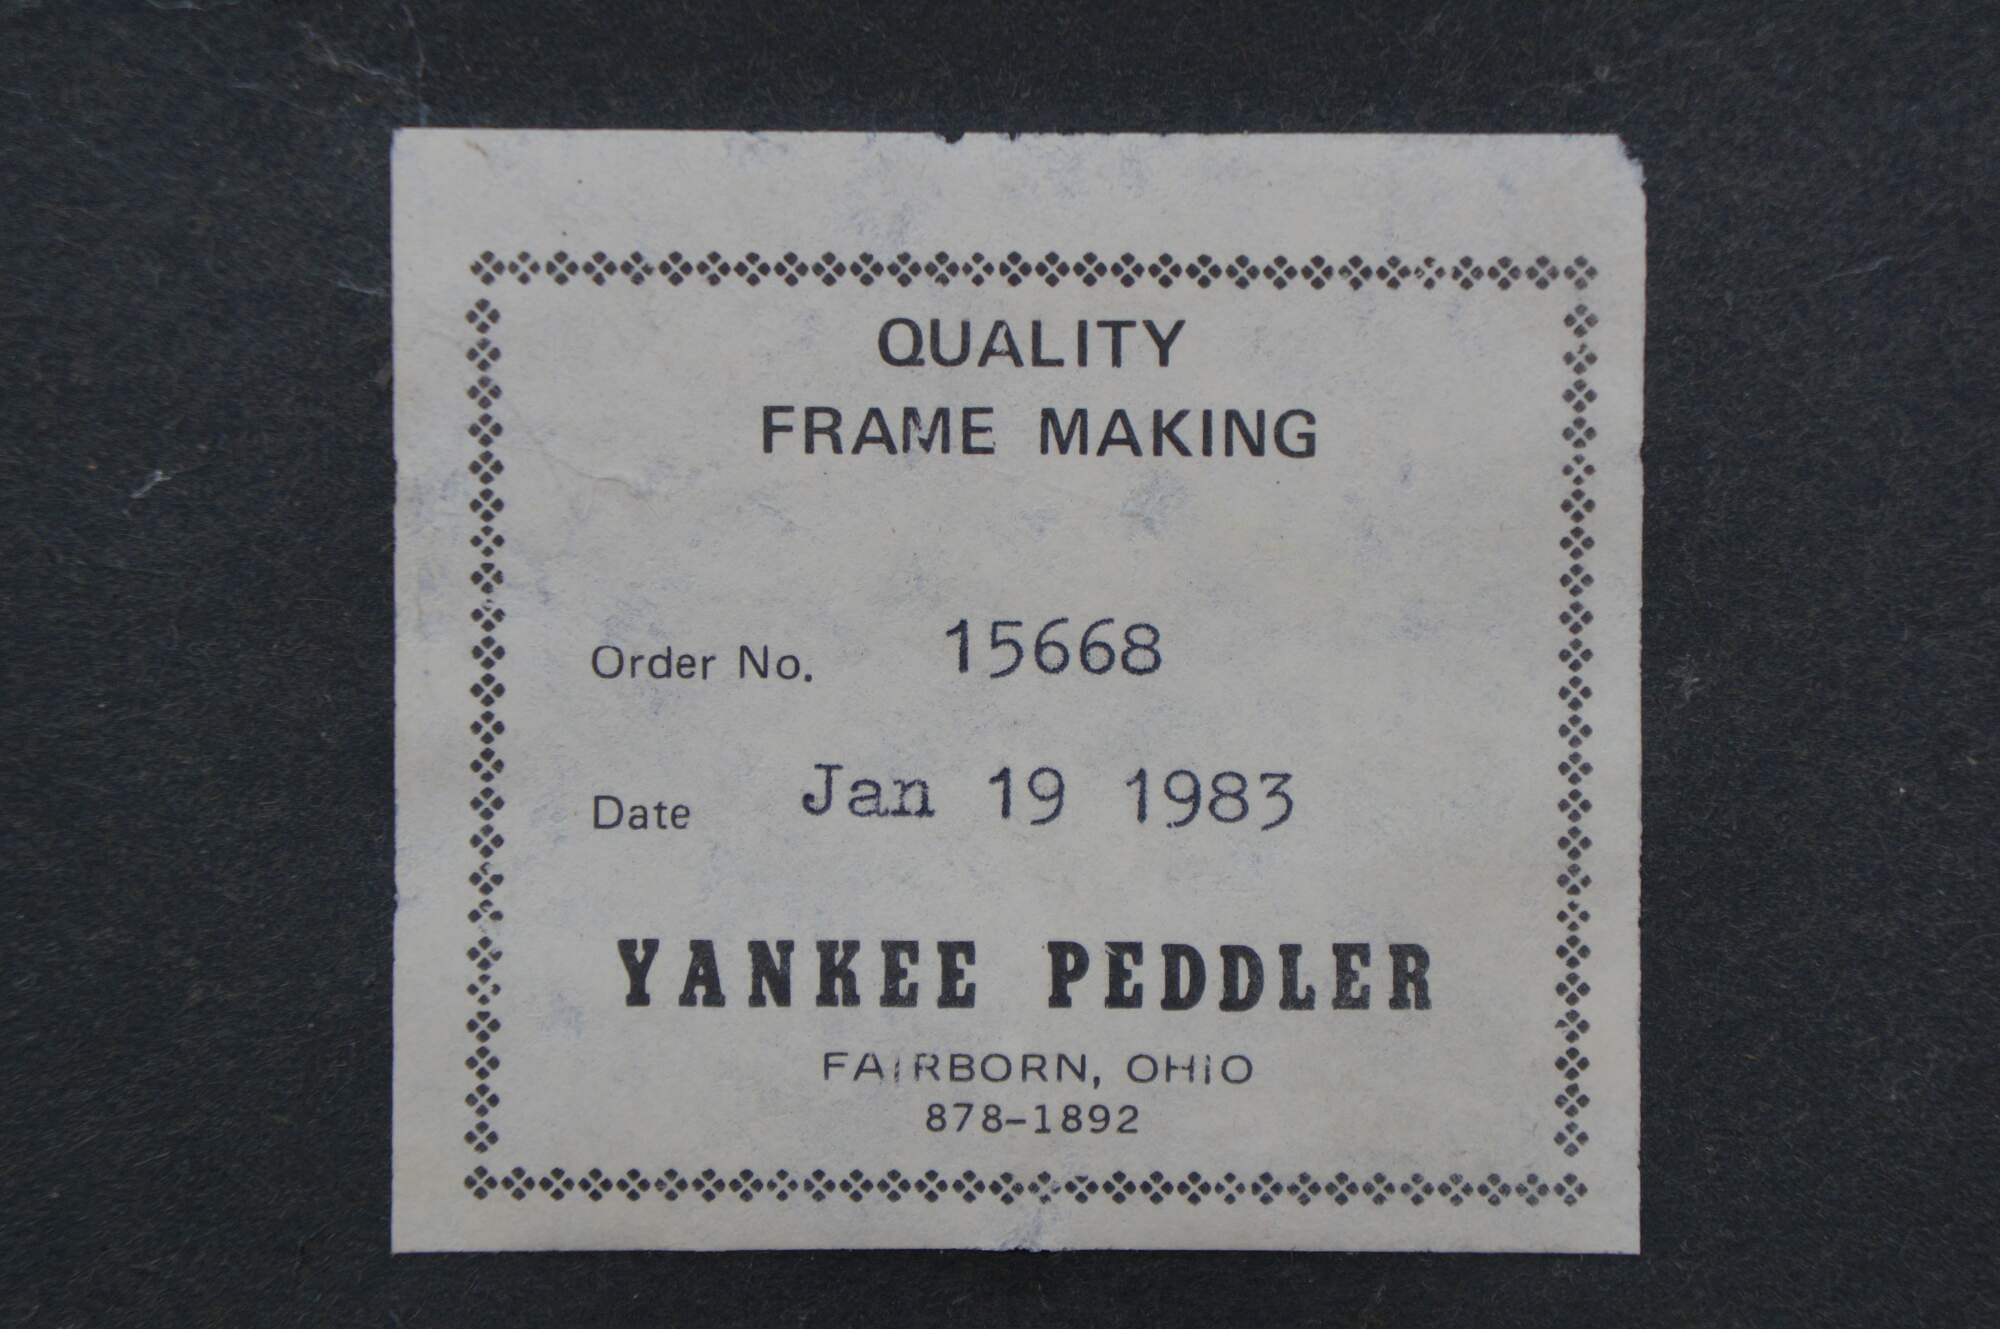 QUALITY
FRAME MAKING
Order No. 15668
Date Jan 19 1983
YANKEE PEDDLER
FAIRBORN, OHIO
878-1892